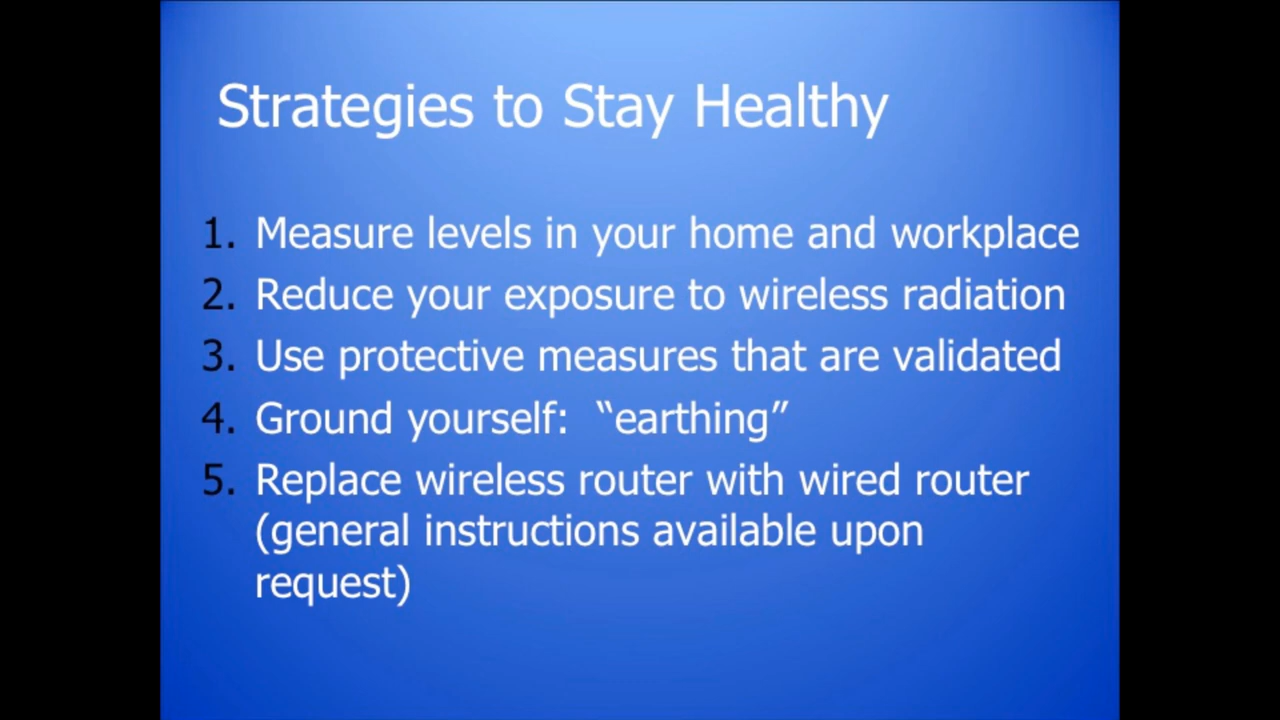 Strategies to Stay Healthy
1. Measure levels in your home and workplace
2. Reduce your exposure to wireless radiation
3. Use protective measures that are validated
4. Ground yourself:  “earthing”
5. Replace wireless router with wired router
(general instructions available upon
request)